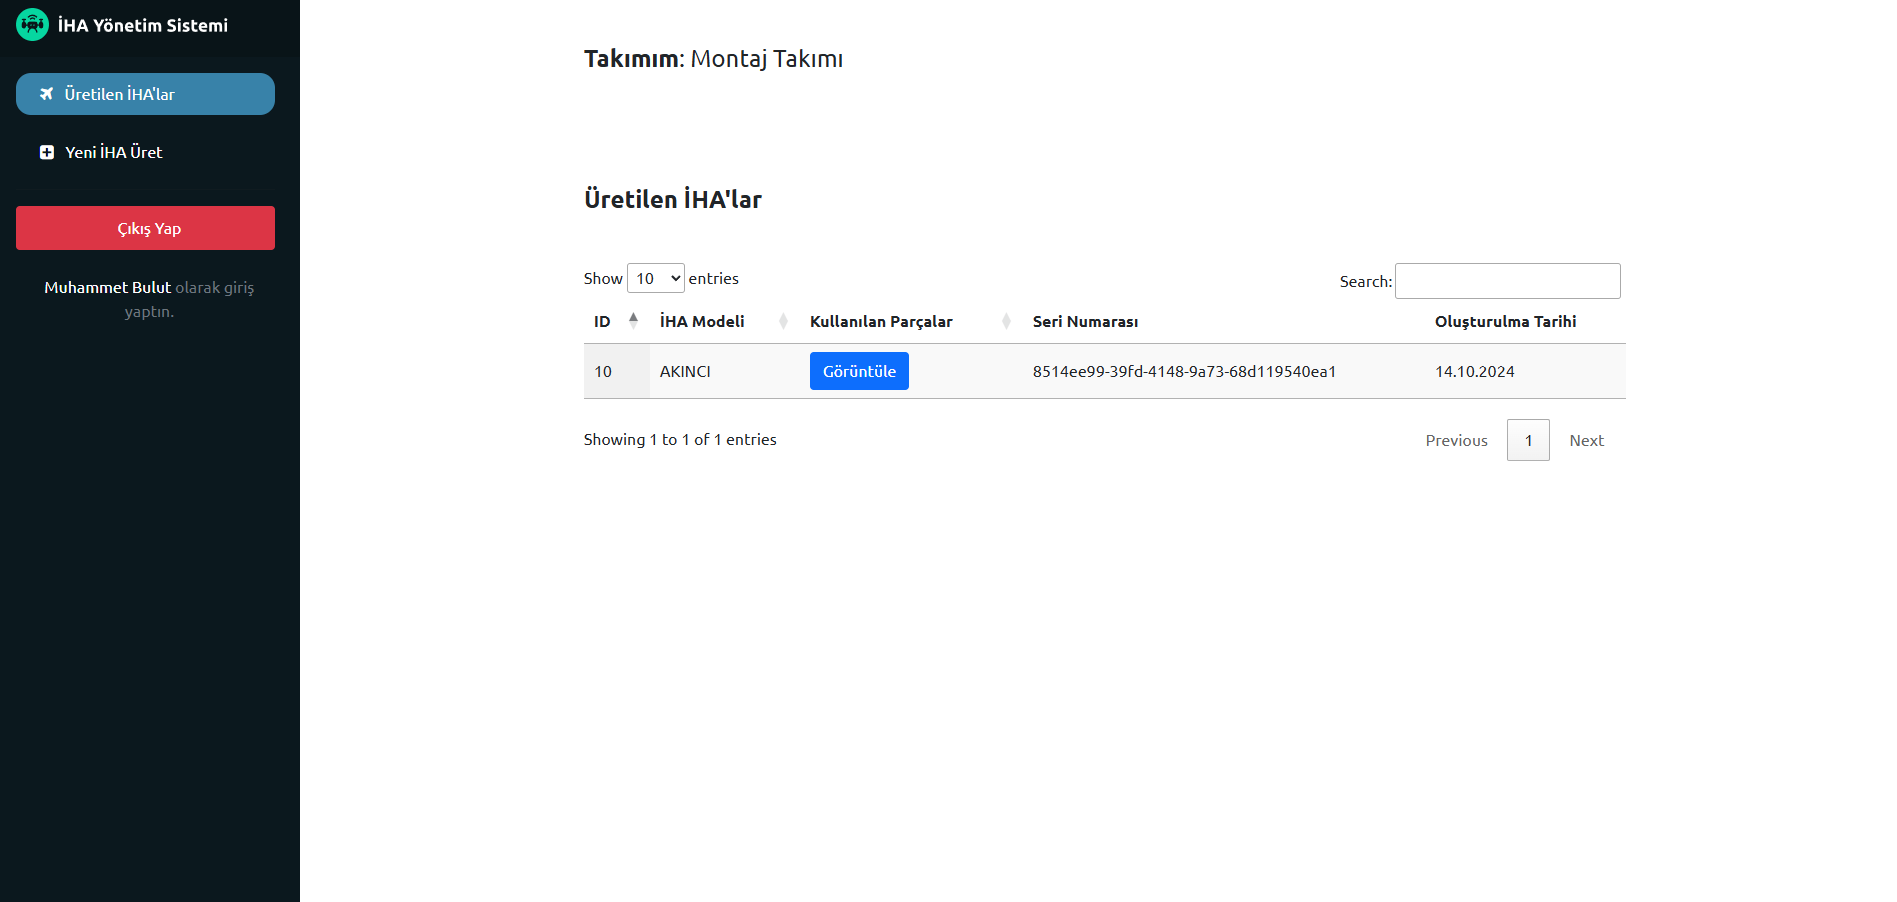 İHA Yönetim Sistemi
Üretilen İHA'lar
Yeni İHA Üret
Çıkış Yap
Muhammet Bulut olarak giriş
yaptın.
Takımım: Montaj Takımı
Üretilen İHA'lar
Show 10 entries
Search:
ID İHA Modeli Kullanılan Parçalar Seri Numarası Oluşturulma Tarihi
10 AKINCI Görüntüle 8514ee99-39fd-4148-9a73-68d119540ea1 14.10.2024
Showing 1 to 1 of 1 entries
Previous 1 Next